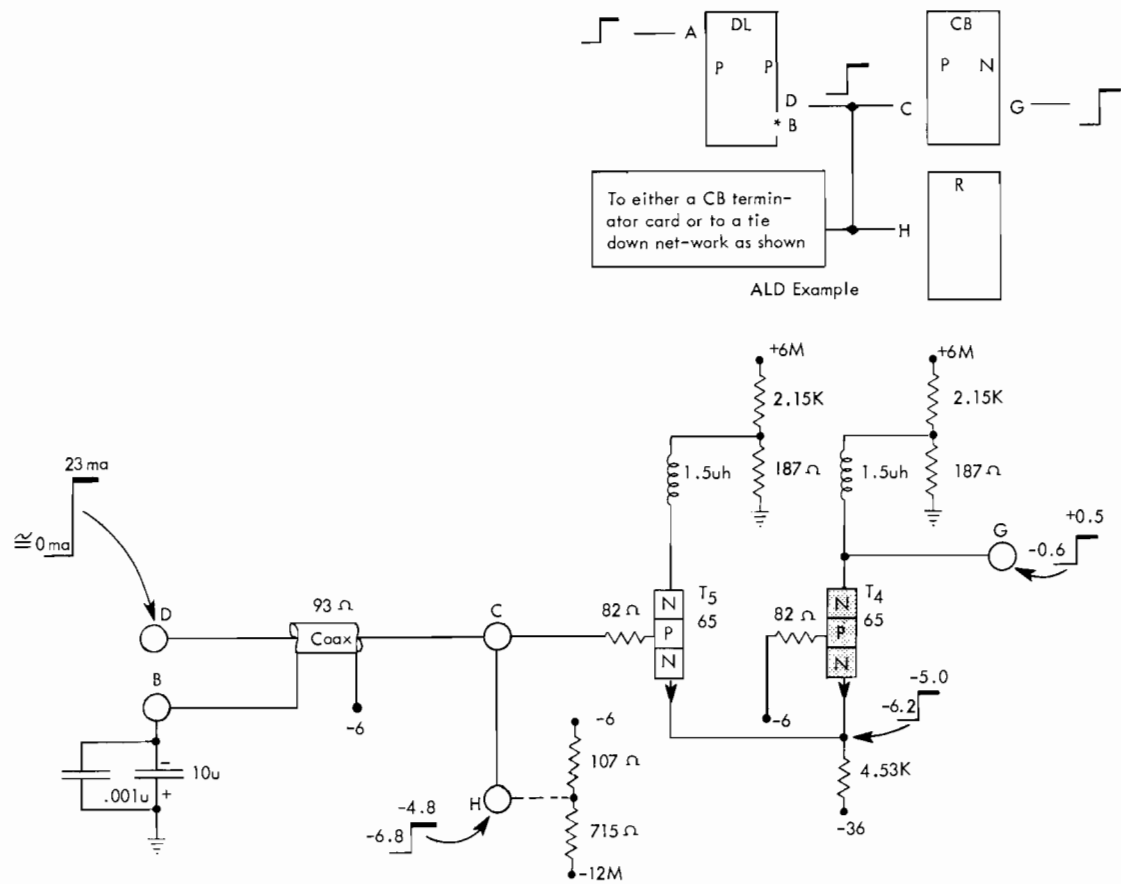 DL
CB
A
P P
P N
D
* B
C
G
R
To either a CB termin-
ator card or to a tie
down net-work as shown
H
ALD Example
+6M
+6M
2.15K
2.15K
23 ma
1.5uh
187 Ω
1.5uh
187 Ω
≅ 0 ma
+0.5
G
-0.6
D
93 Ω
C
T5
T4
82 Ω
N
65
82 Ω
N
65
Coax
P
P
N
N
B
-5.0
-6
-6.2
-6
-6
10u
107 Ω
4.53K
.001u
+
-
H
-4.8
-6.8
715 Ω
-36
-12M